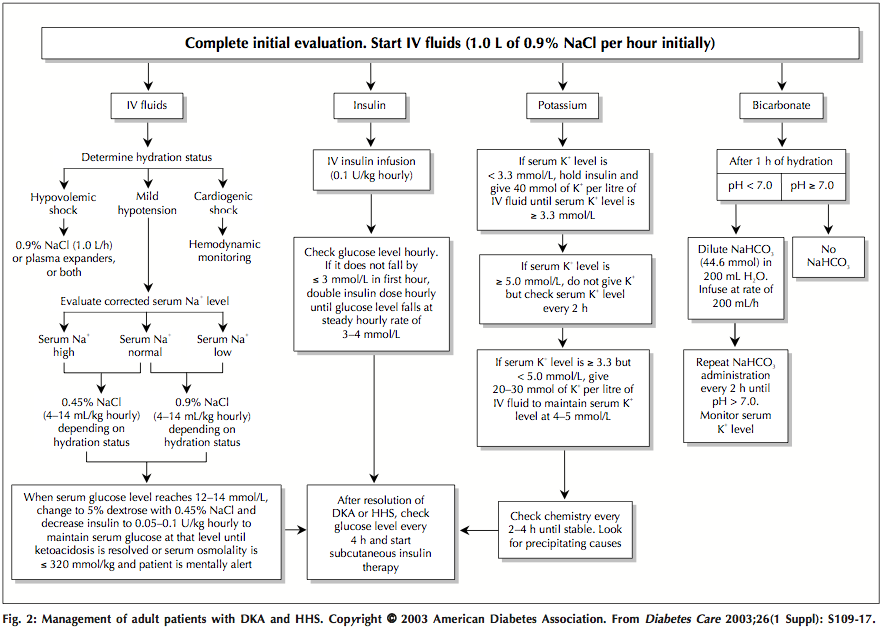 Complete initial evaluation. Start IV fluids (1.0 L of 0.9% NaCl per hour initially)
IV fluids
Determine hydration status
Hypovolemic
shock
Mild
hypotension
Cardiogenic
shock
0.9% NaCl (1.0 L/h)
or plasma expanders,
or both
Hemodynamic
monitoring
Evaluate corrected serum Na⁺ level
Serum Na⁺
high
Serum Na⁺
normal
Serum Na⁺
low
0.45% NaCl
(4–14 mL/kg hourly)
depending on
hydration status
0.9% NaCl
(4–14 mL/kg hourly)
depending on
hydration status
When serum glucose level reaches 12–14 mmol/L,
change to 5% dextrose with 0.45% NaCl and
decrease insulin to 0.05–0.1 U/kg hourly to
maintain serum glucose at that level until
ketoacidosis is resolved or serum osmolality is
≤ 320 mmol/kg and patient is mentally alert
Insulin
IV insulin infusion
(0.1 U/kg hourly)
Check glucose level hourly.
If it does not fall by
≤ 3 mmol/L in first hour,
double insulin dose hourly
until glucose level falls at
steady hourly rate of
3–4 mmol/L
After resolution of
DKA or HHS, check
glucose level every
4 h and start
subcutaneous insulin
therapy
Potassium
If serum K⁺ level is
< 3.3 mmol/L, hold insulin and
give 40 mmol of K⁺ per litre of
IV fluid until serum K⁺ level is
≥ 3.3 mmol/L
If serum K⁺ level is
≥ 5.0 mmol/L, do not give K⁺
but check serum K⁺ level
every 2 h
If serum K⁺ level is ≥ 3.3 but
< 5.0 mmol/L, give
20–30 mmol of K⁺ per litre of
IV fluid to maintain serum K⁺
level at 4–5 mmol/L
Check chemistry every
2–4 h until stable. Look
for precipitating causes
Bicarbonate
After 1 h of hydration
pH < 7.0
pH ≥ 7.0
Dilute NaHCO₃
(44.6 mmol) in
200 mL H₂O.
Infuse at rate of
200 mL/h
No
NaHCO₃
Repeat NaHCO₃
administration
every 2 h until
pH > 7.0.
Monitor serum
K⁺ level
Fig. 2: Management of adult patients with DKA and HHS. Copyright © 2003 American Diabetes Association. From Diabetes Care 2003;26(1 Suppl): S109-17.